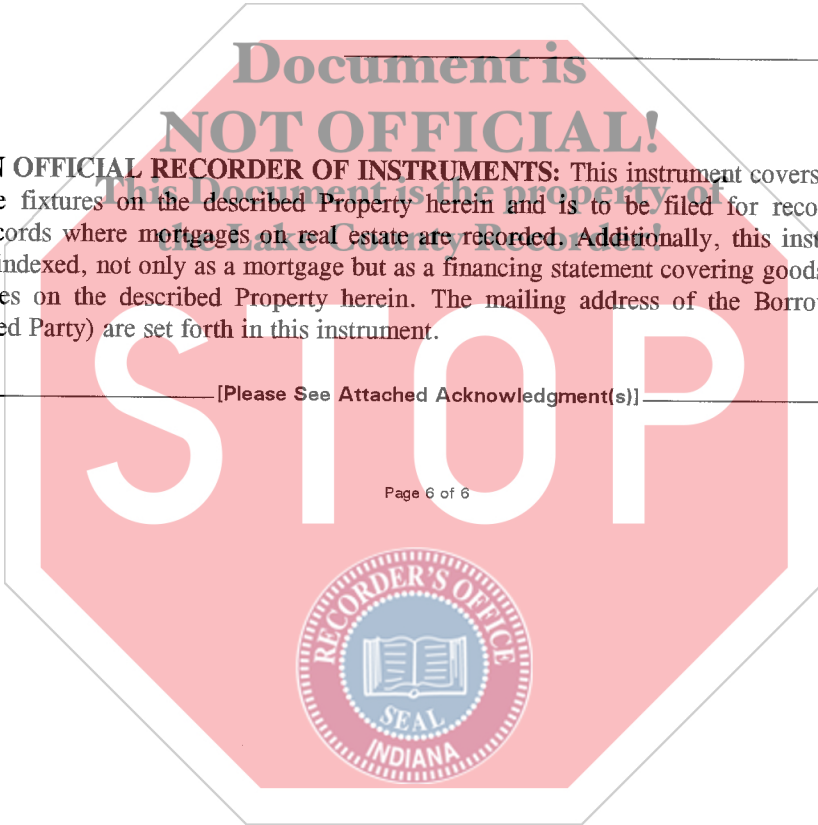 Document is
NOT OFFICIAL!
N OFFICIAL RECORDER OF INSTRUMENTS: This instrument covers
This Document is the property of
e fixtures on the described Property herein and is to be filed for reco
the Lake County Recorder!
cords where mortgages on real estate are recorded. Additionally, this inst
indexed, not only as a mortgage but as a financing statement covering goods
es on the described Property herein. The mailing address of the Borro
ed Party) are set forth in this instrument.
STOP
[Please See Attached Acknowledgment(s)]
Page 6 of 6
RECORDER'S OFFICE
SEAL
INDIANA